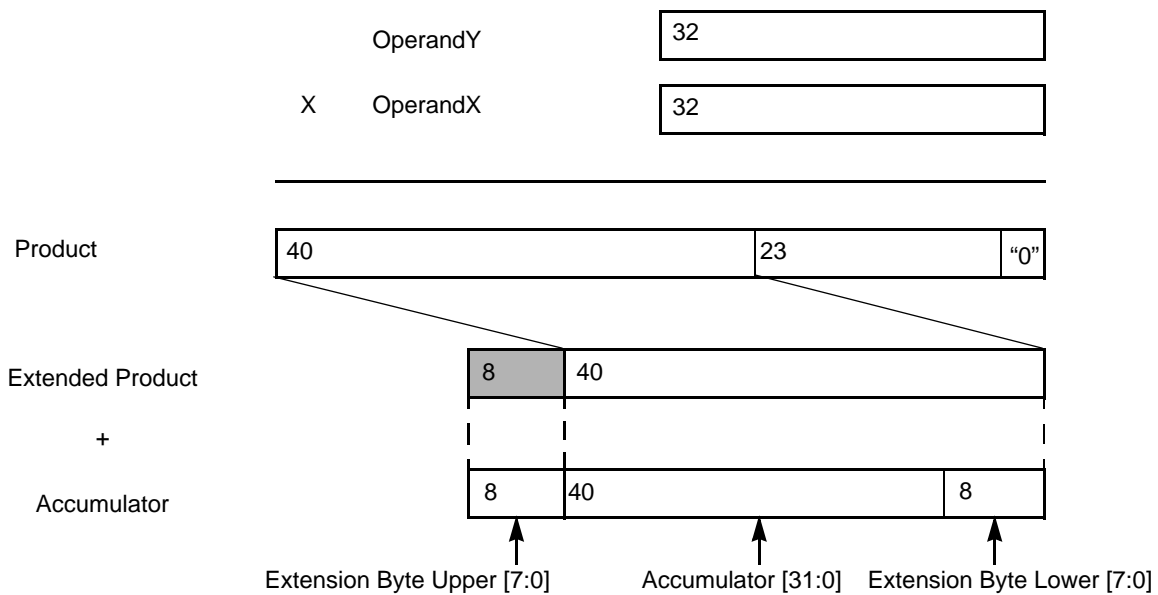 OperandY 32
X OperandX 32
Product 40 23 “0”
Extended Product 8 40
+
Accumulator 8 40 8
Extension Byte Upper [7:0] Accumulator [31:0] Extension Byte Lower [7:0]